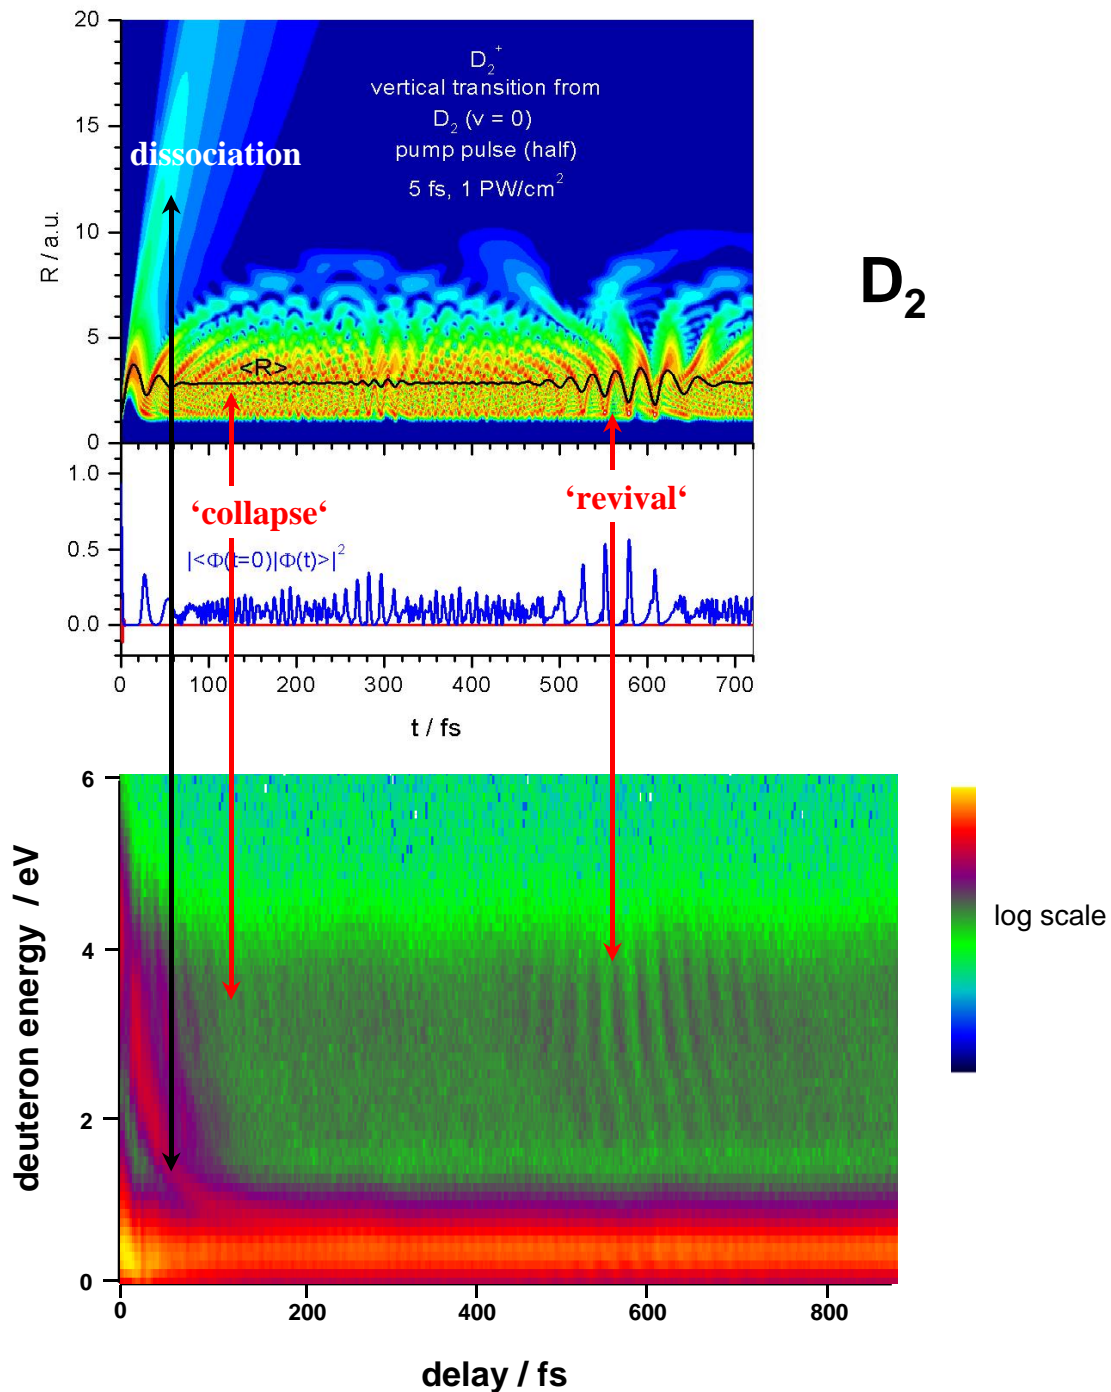 20
15
10
5
0
R / a.u.
D₂⁺
vertical transition from
D₂ (v = 0)
pump pulse (half)
5 fs, 1 PW/cm²
dissociation
<R>
D₂
1.0
0.5
0.0
‘collapse‘
‘revival‘
|<Φ(t=0)|Φ(t)>|²
0 100 200 300 400 500 600 700
t / fs
6
4
2
0
deuteron energy / eV
log scale
0 200 400 600 800
delay / fs